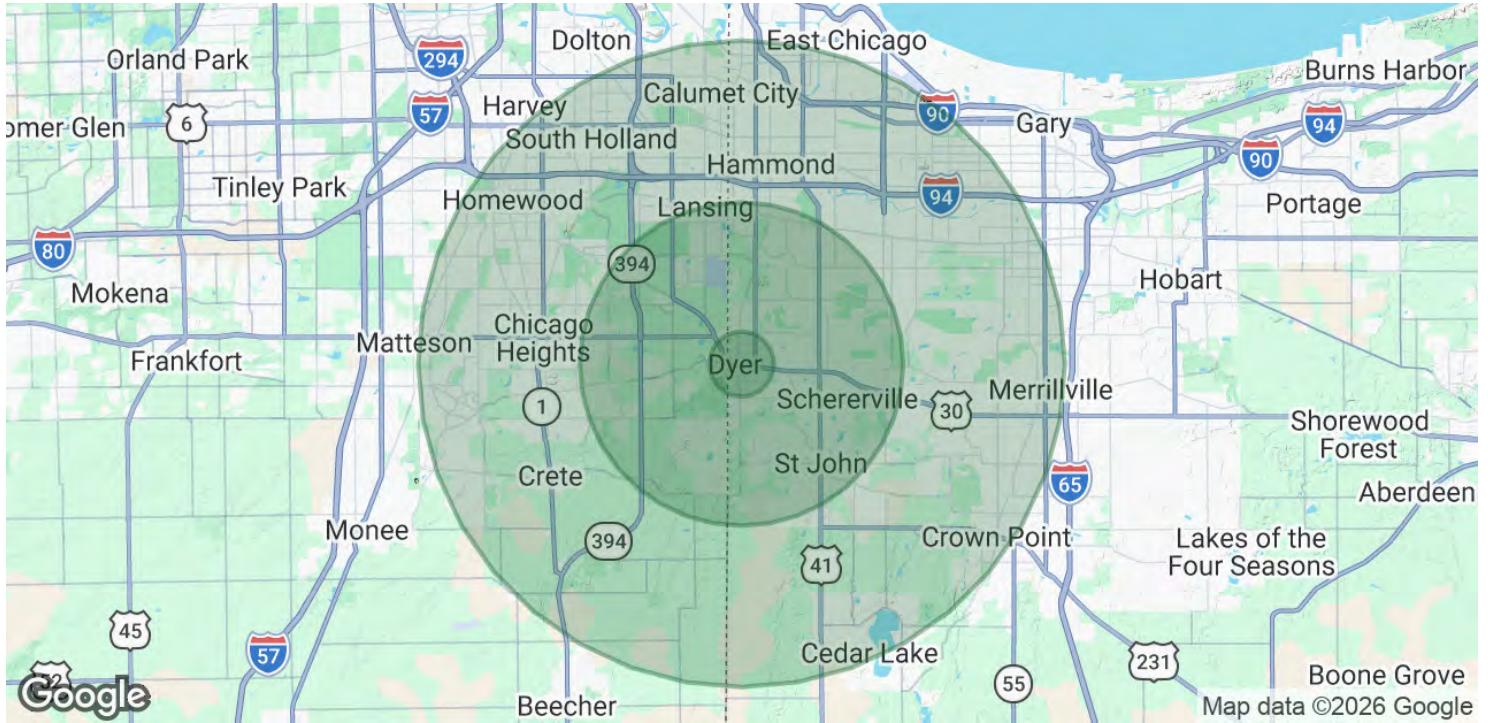 Dolton
East Chicago
Orland Park
294
Burns Harbor
Calumet City
Harvey
57
90
94
6
omer Glen
Gary
South Holland
90
Hammond
Tinley Park
94
Homewood
Lansing
Portage
80
394
Hobart
Mokena
Chicago
Heights
Matteson
Frankfort
Dyer
Merrillville
Schererville
1
30
Shorewood
Forest
St John
Crete
65
Aberdeen
Monee
394
Crown Point
Lakes of the
Four Seasons
41
45
57
Cedar Lake
231
55
Boone Grove
Google
Beecher
Map data ©2026 Google